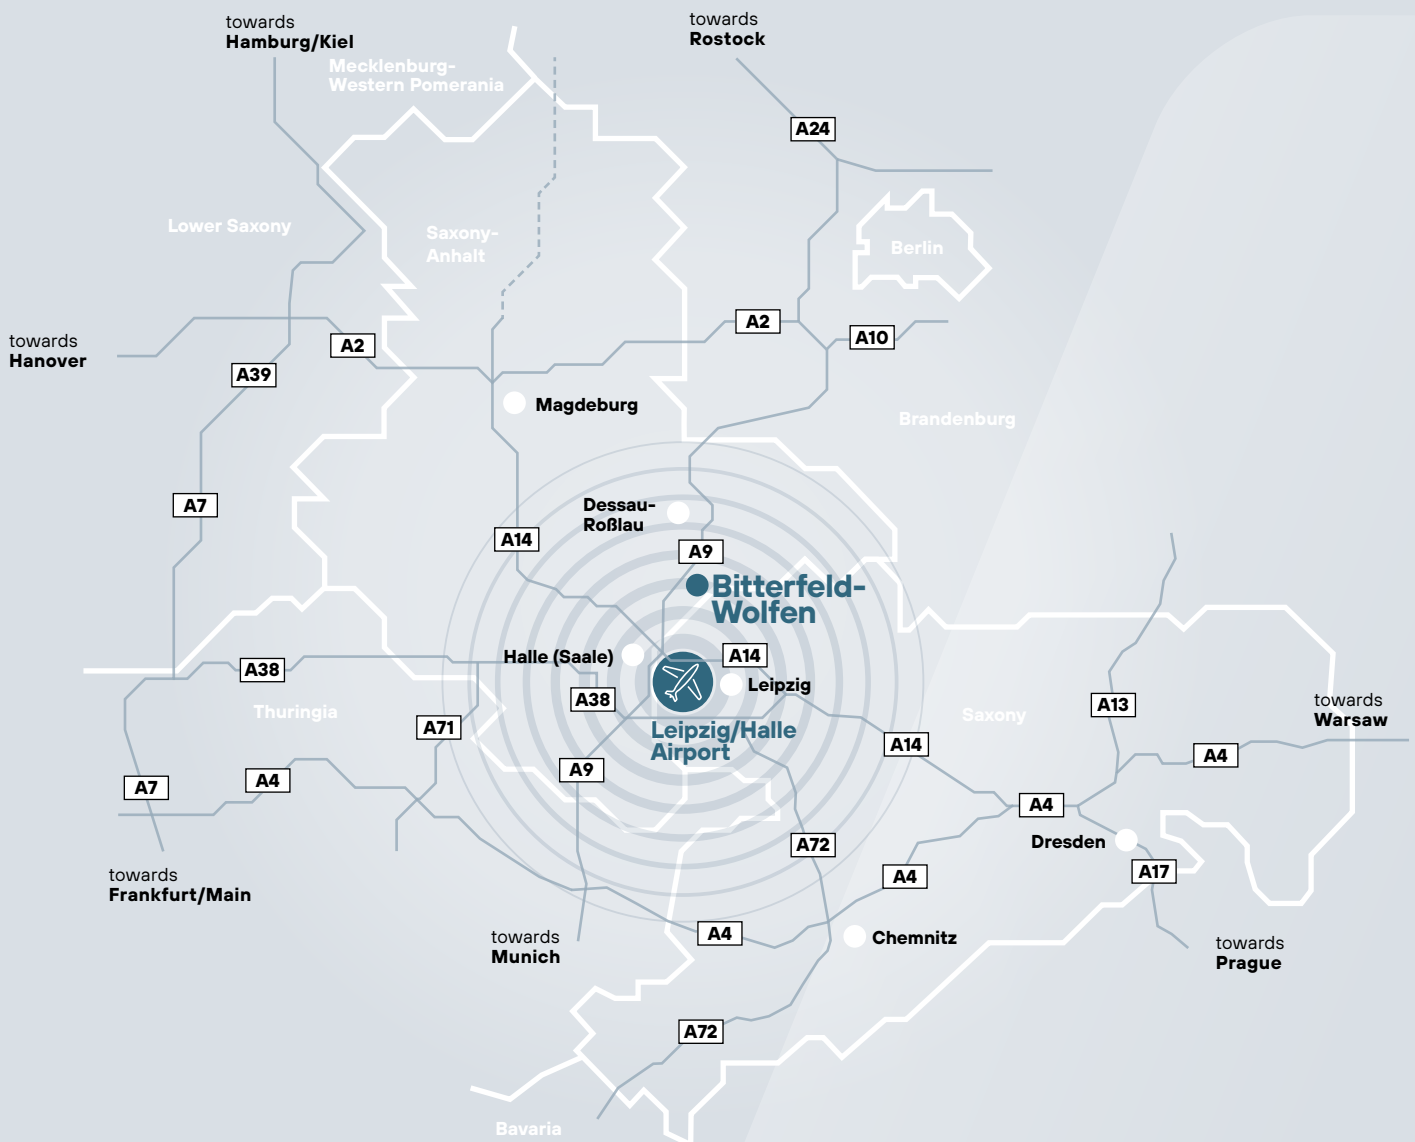 towards
Hamburg/Kiel
towards
Rostock
Mecklenburg-
Western Pomerania
A24
Lower Saxony
Saxony-
Anhalt
Berlin
towards
Hanover
A2
A2
A10
A39
Magdeburg
Brandenburg
A7
Dessau-
Roßlau
A14
A9
Bitterfeld-
Wolfen
Halle (Saale)
A14
A38
Leipzig
A38
Thuringia
A71
Leipzig/Halle
Airport
Saxony
A13
towards
Warsaw
A14
A4
A9
A7
A4
A4
Dresden
A72
A17
A4
towards
Frankfurt/Main
A4
Chemnitz
towards
Munich
towards
Prague
A72
Bavaria